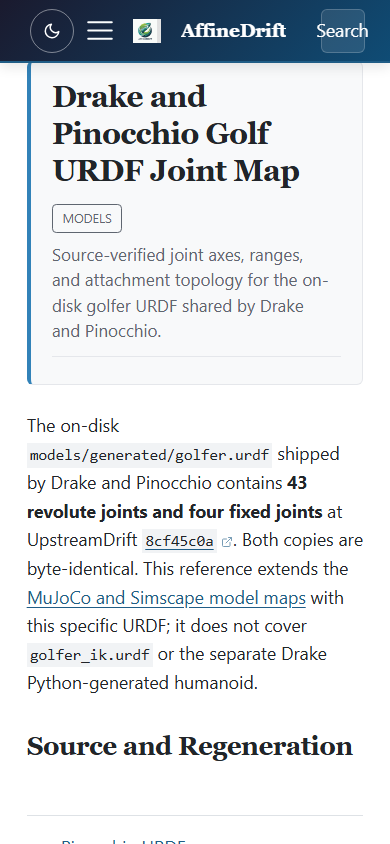 AffineDrift
Search
Drake and
Pinocchio Golf
URDF Joint Map
MODELS
Source-verified joint axes, ranges,
and attachment topology for the on-
disk golfer URDF shared by Drake
and Pinocchio.
The on-disk
models/generated/golfer.urdf shipped
by Drake and Pinocchio contains 43
revolute joints and four fixed joints at
UpstreamDrift 8cf45c0a. Both copies are
byte-identical. This reference extends the
MuJoCo and Simscape model maps with
this specific URDF; it does not cover
golfer_ik.urdf or the separate Drake
Python-generated humanoid.
Source and Regeneration